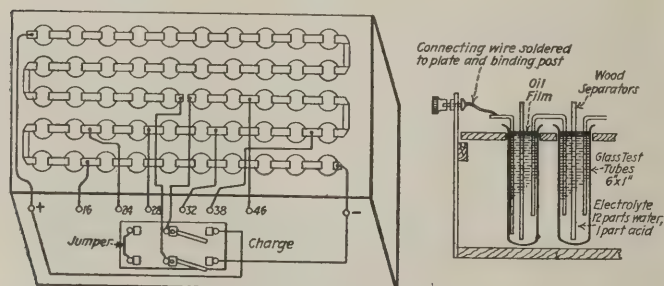 Connecting wire soldered
to plate and binding post
Oil
Film
Wood
Separators
Glass Test
Tubes
6"x1"
Electrolyte
12 parts water,
1 part acid
+
16
24
28
32
38
46
−
Jumper
Charge